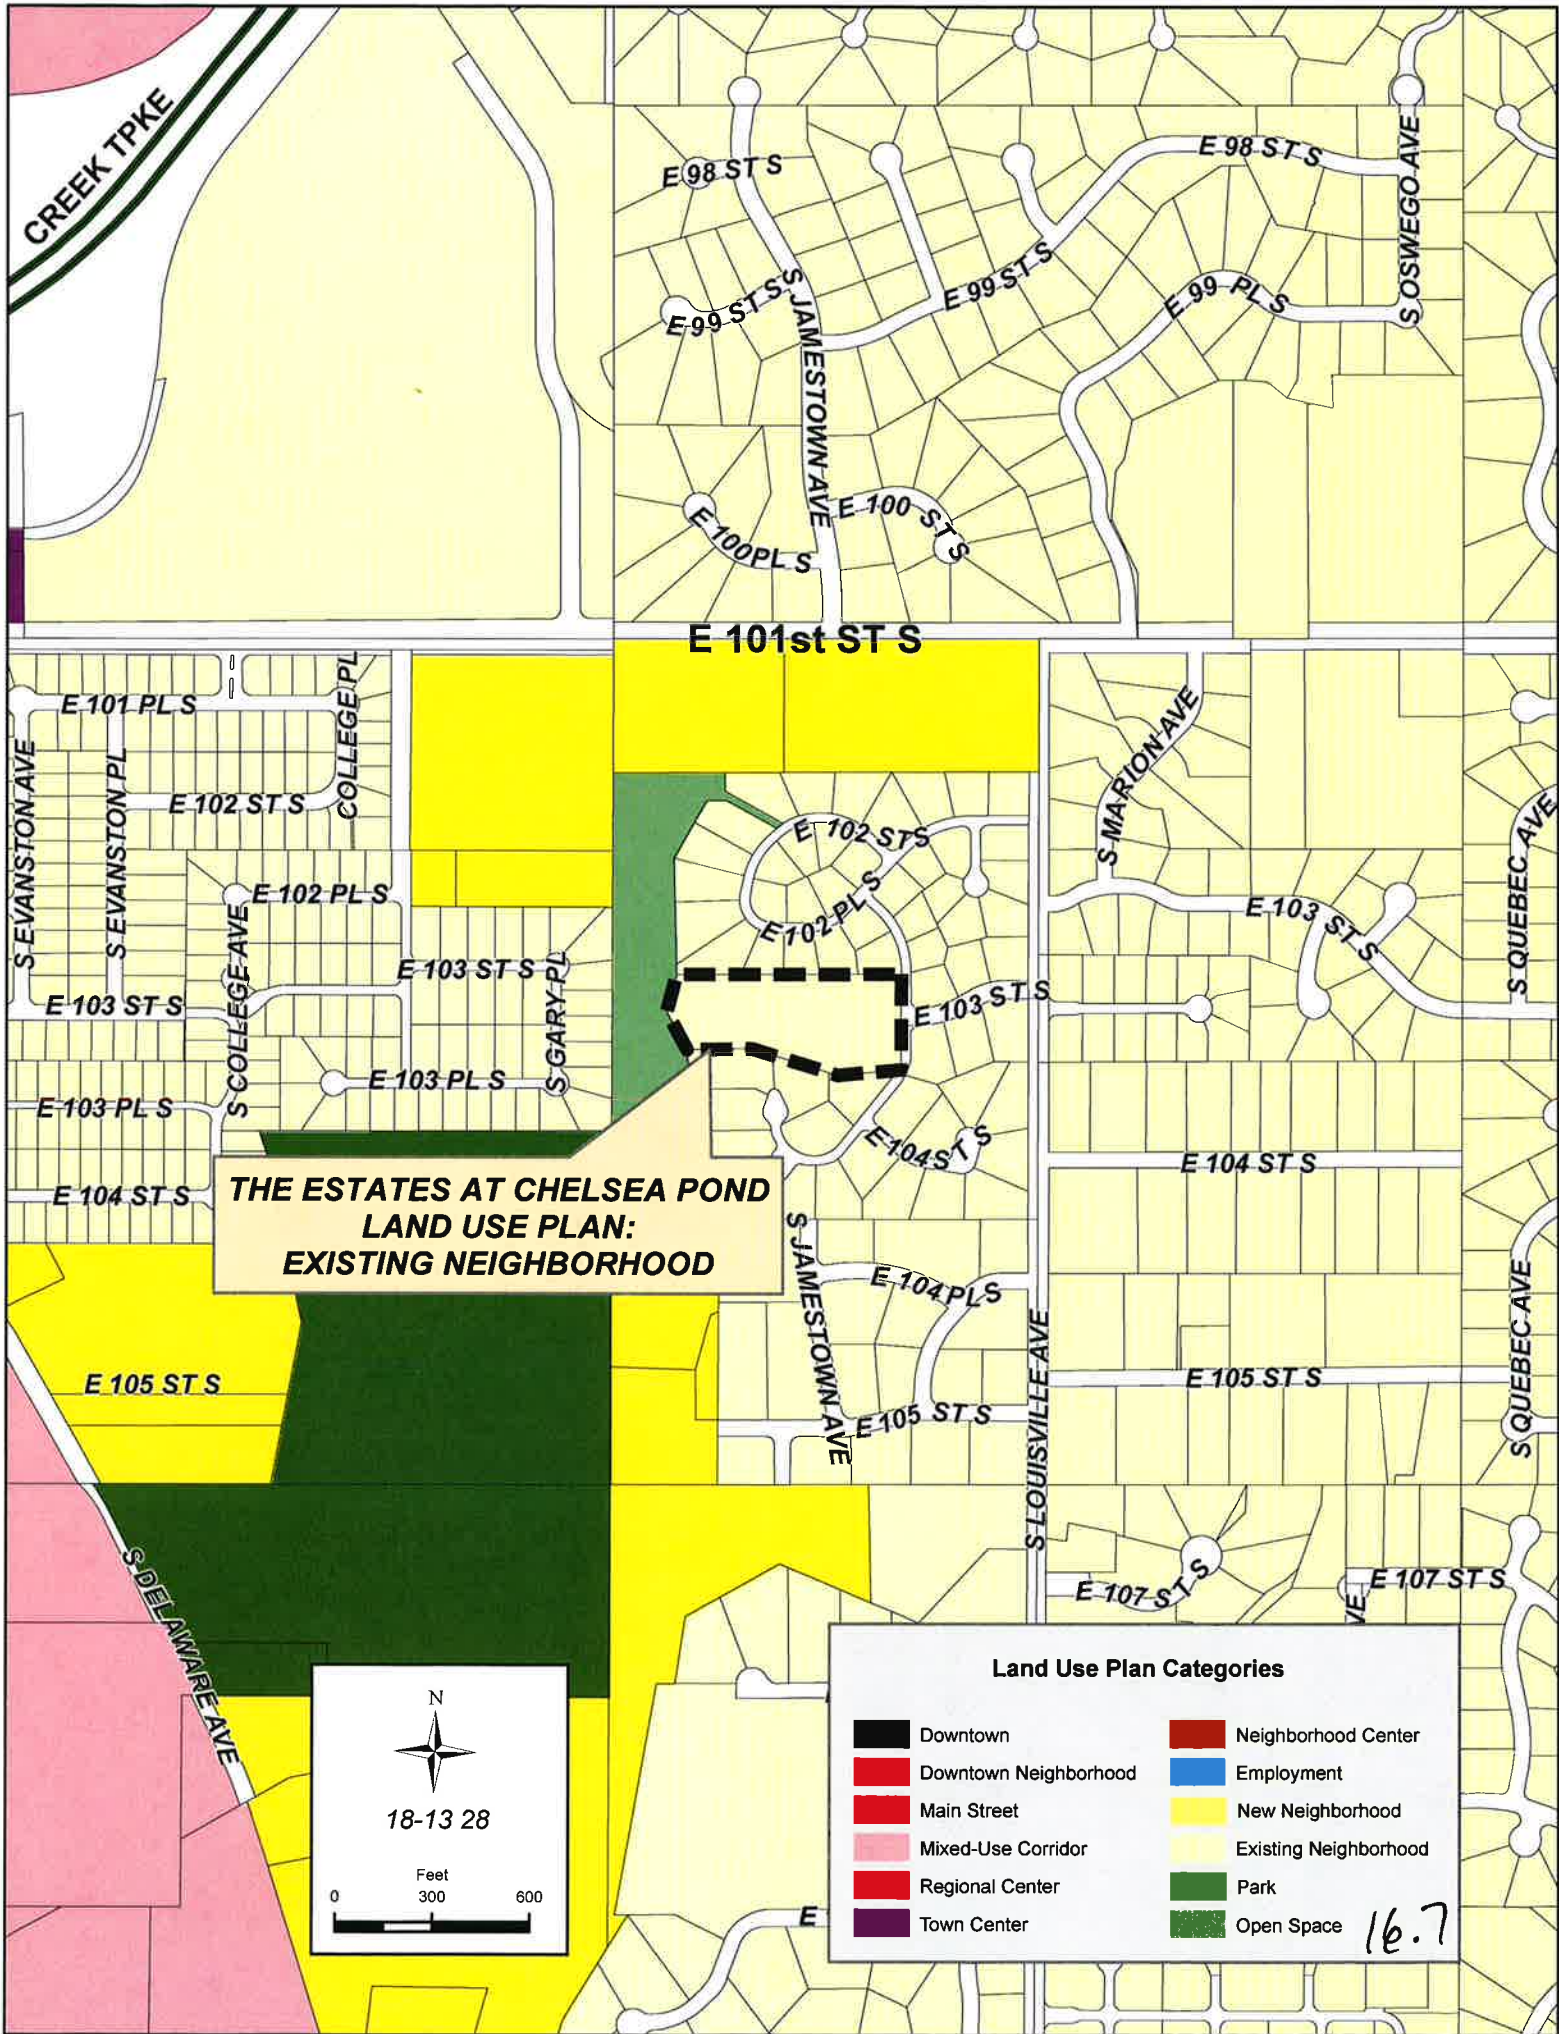 CREEK TPKE
E 98 ST S
E 98 ST S
S OSWEGO AVE
E 99 ST S
S JAMESTOWN AVE
E 99 ST S
E 99 PL S
E 100 ST S
E 100 PL S
E 101st ST S
E 101 PL S
COLLEGE PL
S EVANSTON AVE
S EVANSTON PL
E 102 ST S
E 102 ST S
S MARION AVE
S QUEBEC AVE
E 102 PL S
E 102 PL S
S COLLEGE AVE
E 103 ST S
E 103 ST S
S GARY PL
E 103 ST S
E 103 ST S
E 103 PL S
E 103 PL S
E 104 ST S
E 104 ST S
E 104 ST S
THE ESTATES AT CHELSEA POND
LAND USE PLAN:
EXISTING NEIGHBORHOOD
S JAMESTOWN AVE
E 104 PL S
S LOUISVILLE AVE
S QUEBEC AVE
E 105 ST S
E 105 ST S
E 105 ST S
S DELAWARE AVE
E 107 ST S
E 107 ST S
VE
N
18-13 28
Feet
0 300 600
E
Land Use Plan Categories
Downtown
Downtown Neighborhood
Main Street
Mixed-Use Corridor
Regional Center
Town Center
Neighborhood Center
Employment
New Neighborhood
Existing Neighborhood
Park
Open Space
16.7